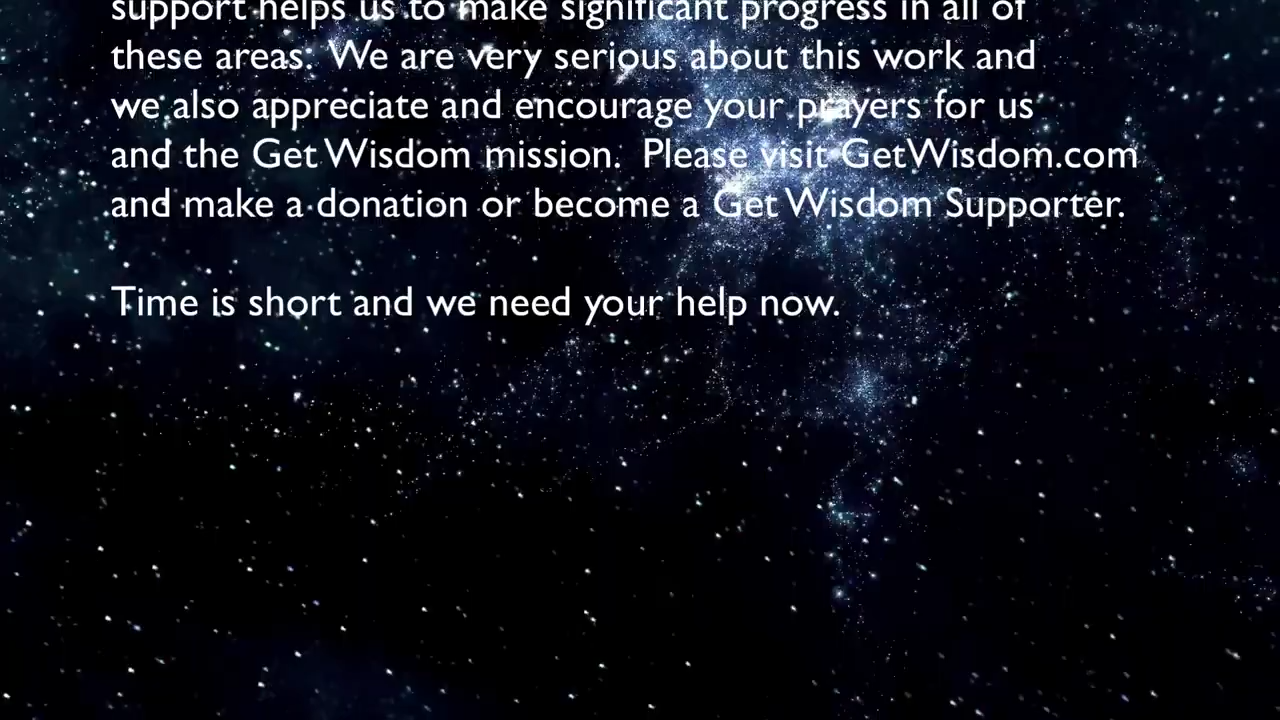 support helps us to make significant progress in all of
these areas. We are very serious about this work and
we also appreciate and encourage your prayers for us
and the Get Wisdom mission. Please visit GetWisdom.com
and make a donation or become a Get Wisdom Supporter.
Time is short and we need your help now.